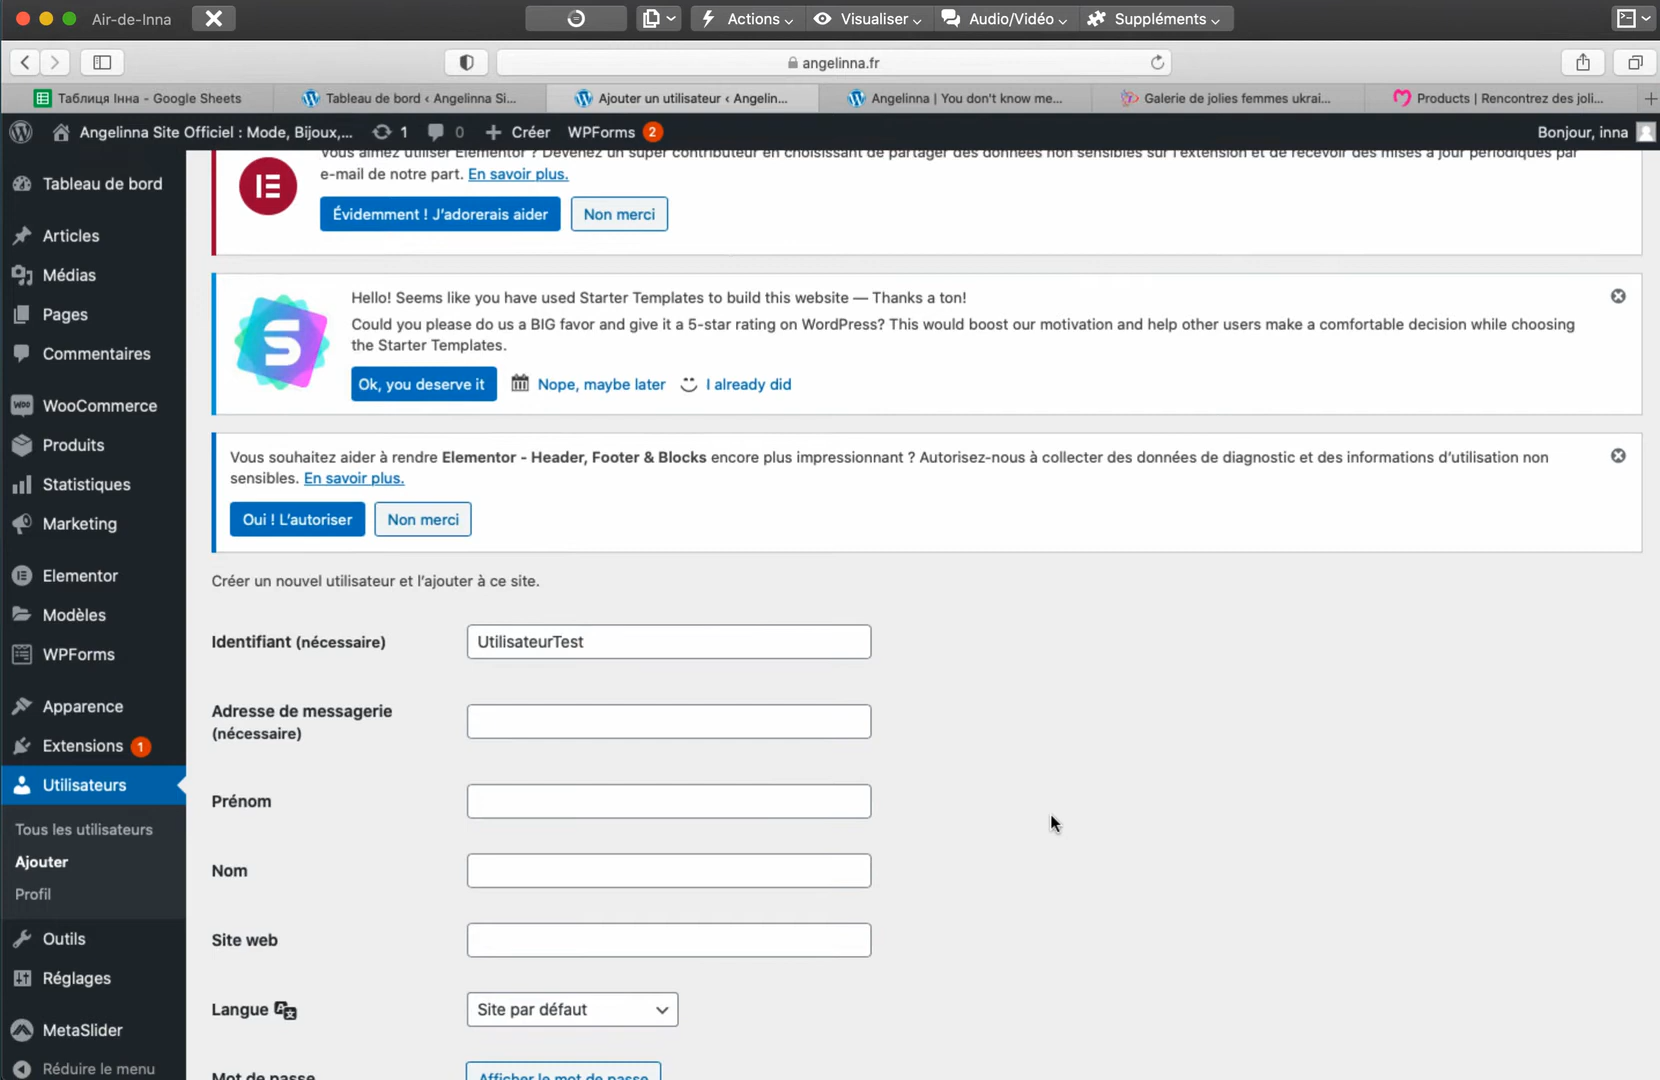 Air-de-Inna
Actions
Visualiser
Audio/Vidéo
Suppléments
angelinna.fr
Таблиця Інна - Google Sheets
Tableau de bord ‹ Angelinna Si...
Ajouter un utilisateur ‹ Angelin...
Angelinna | You don't know me...
Galerie de jolies femmes ukrai...
Products | Rencontrez des joli...
Angelinna Site Officiel : Mode, Bijoux,...
1
0
Créer
WPForms 2
Bonjour, inna
Tableau de bord
Articles
Médias
Pages
Commentaires
WooCommerce
Produits
Statistiques
Marketing
Elementor
Modèles
WPForms
Apparence
Extensions 1
Utilisateurs
Tous les utilisateurs
Ajouter
Profil
Outils
Réglages
MetaSlider
Réduire le menu
Vous aimez utiliser Elementor ? Devenez un super contributeur en choisissant de partager des données non sensibles sur l'extension et de recevoir des mises à jour périodiques par
e-mail de notre part. En savoir plus.
Évidemment ! J'adorerais aider
Non merci
Hello! Seems like you have used Starter Templates to build this website — Thanks a ton!
Could you please do us a BIG favor and give it a 5-star rating on WordPress? This would boost our motivation and help other users make a comfortable decision while choosing
the Starter Templates.
Ok, you deserve it
Nope, maybe later
I already did
Vous souhaitez aider à rendre Elementor - Header, Footer & Blocks encore plus impressionnant ? Autorisez-nous à collecter des données de diagnostic et des informations d'utilisation non
sensibles. En savoir plus.
Oui ! L'autoriser
Non merci
Créer un nouvel utilisateur et l'ajouter à ce site.
Identifiant (nécessaire)
UtilisateurTest
Adresse de messagerie
(nécessaire)
Prénom
Nom
Site web
Langue
Site par défaut
Mot de passe
Afficher le mot de passe